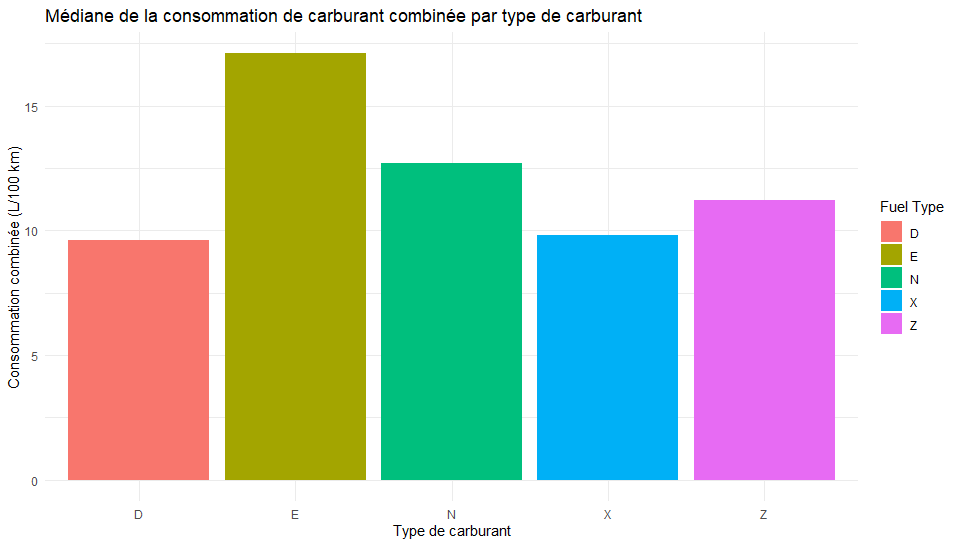 Médiane de la consommation de carburant combinée par type de carburant
Consommation combinée (L/100 km)
15
10
5
0
D
E
N
X
Z
Type de carburant
Fuel Type
D
E
N
X
Z